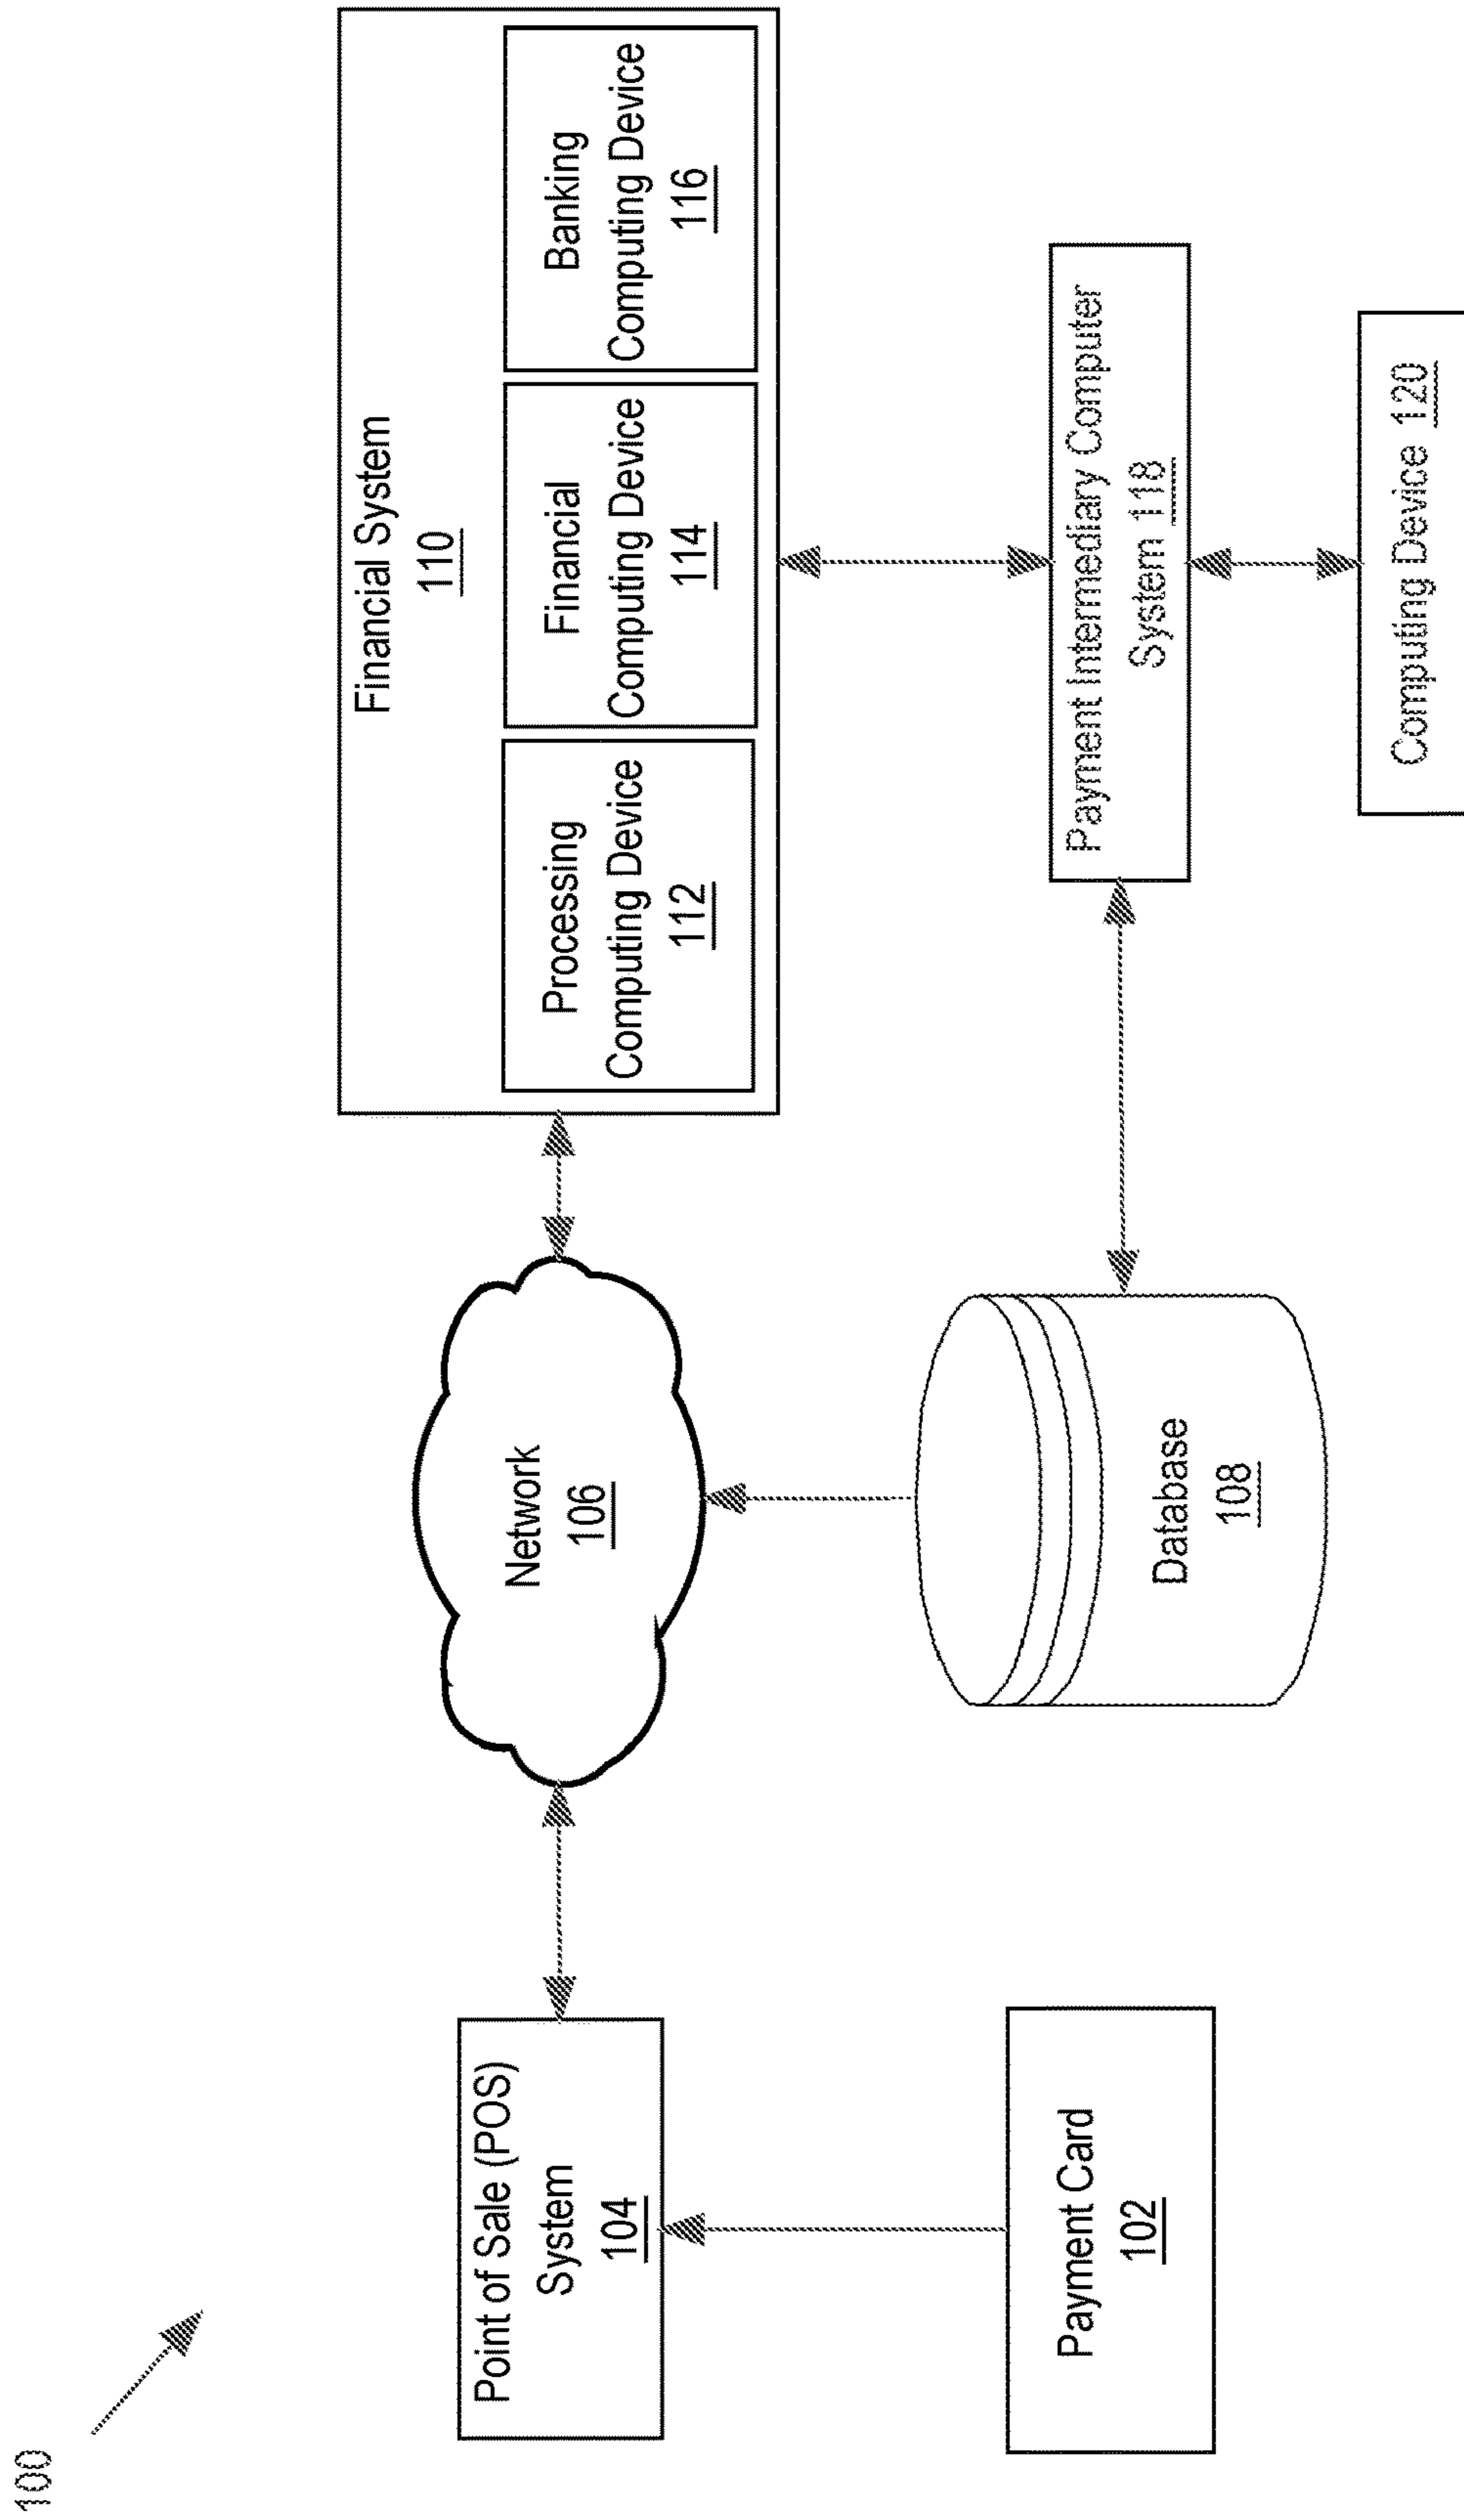 100
Point of Sale (POS)
System
104
Payment Card
102
Network
106
Database
108
Financial System
110
Processing
Computing Device
112
Financial
Computing Device
114
Banking
Computing Device
116
Payment Intermediary Computer
System 118
Computing Device 120